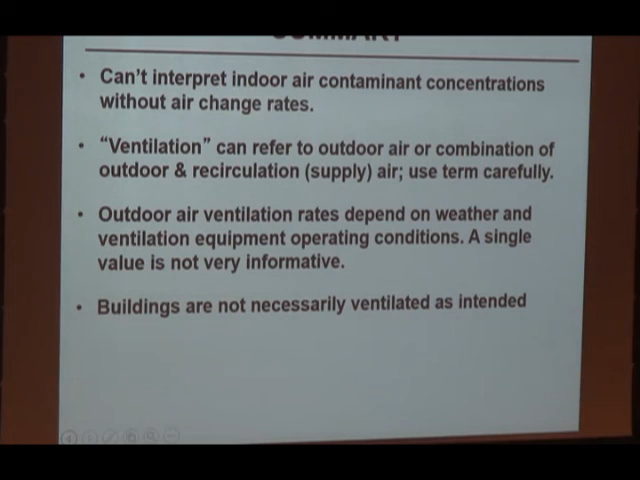 SUMMARY
• Can't interpret indoor air contaminant concentrations
without air change rates.
• “Ventilation” can refer to outdoor air or combination of
outdoor & recirculation (supply) air; use term carefully.
• Outdoor air ventilation rates depend on weather and
ventilation equipment operating conditions. A single
value is not very informative.
• Buildings are not necessarily ventilated as intended